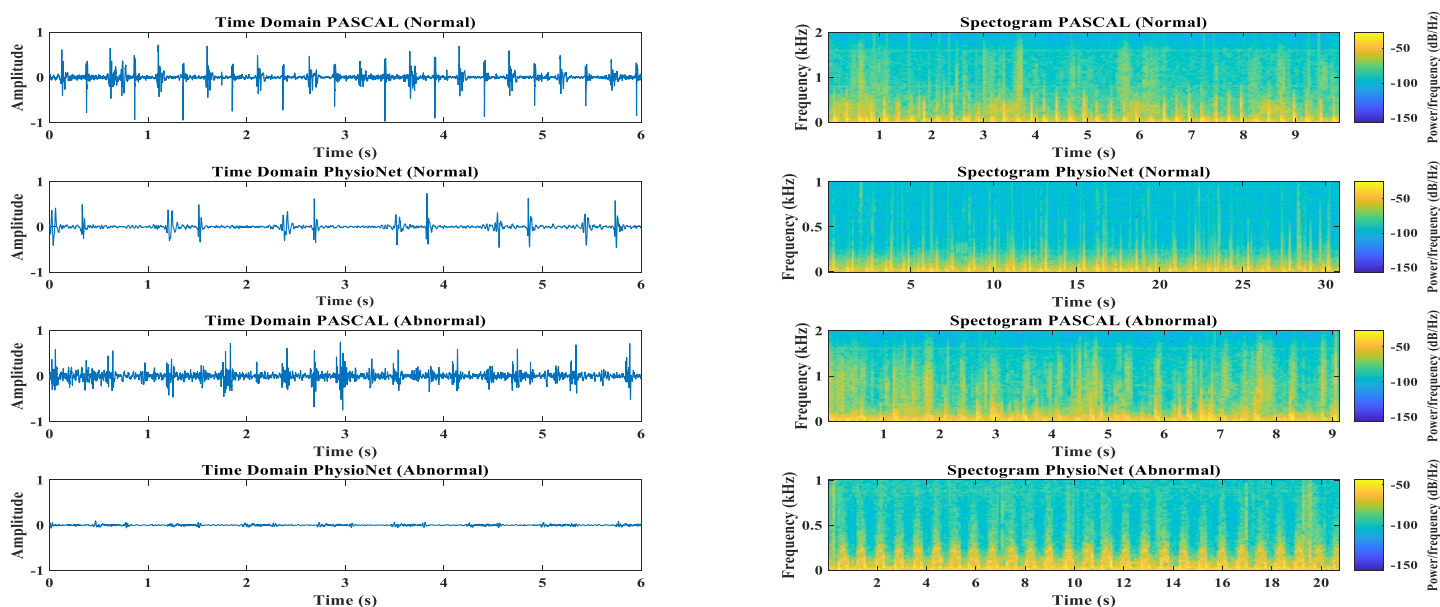 Time Domain PASCAL (Normal)
1
0
-1
Amplitude
0 1 2 3 4 5 6
Time (s)
Spectogram PASCAL (Normal)
2
1
0
Frequency (kHz)
1 2 3 4 5 6 7 8 9
Time (s)
-50
-100
-150
Power/frequency (dB/Hz)
Time Domain PhysioNet (Normal)
1
0
-1
Amplitude
0 1 2 3 4 5 6
Time (s)
Spectogram PhysioNet (Normal)
1
0.5
0
Frequency (kHz)
5 10 15 20 25 30
Time (s)
-50
-100
-150
Power/frequency (dB/Hz)
Time Domain PASCAL (Abnormal)
1
0
-1
Amplitude
0 1 2 3 4 5 6
Time (s)
Spectogram PASCAL (Abnormal)
2
1
0
Frequency (kHz)
1 2 3 4 5 6 7 8 9
Time (s)
-50
-100
-150
Power/frequency (dB/Hz)
Time Domain PhysioNet (Abnormal)
1
0
-1
Amplitude
0 1 2 3 4 5 6
Time (s)
Spectogram PhysioNet (Abnormal)
1
0.5
0
Frequency (kHz)
2 4 6 8 10 12 14 16 18 20
Time (s)
-50
-100
-150
Power/frequency (dB/Hz)